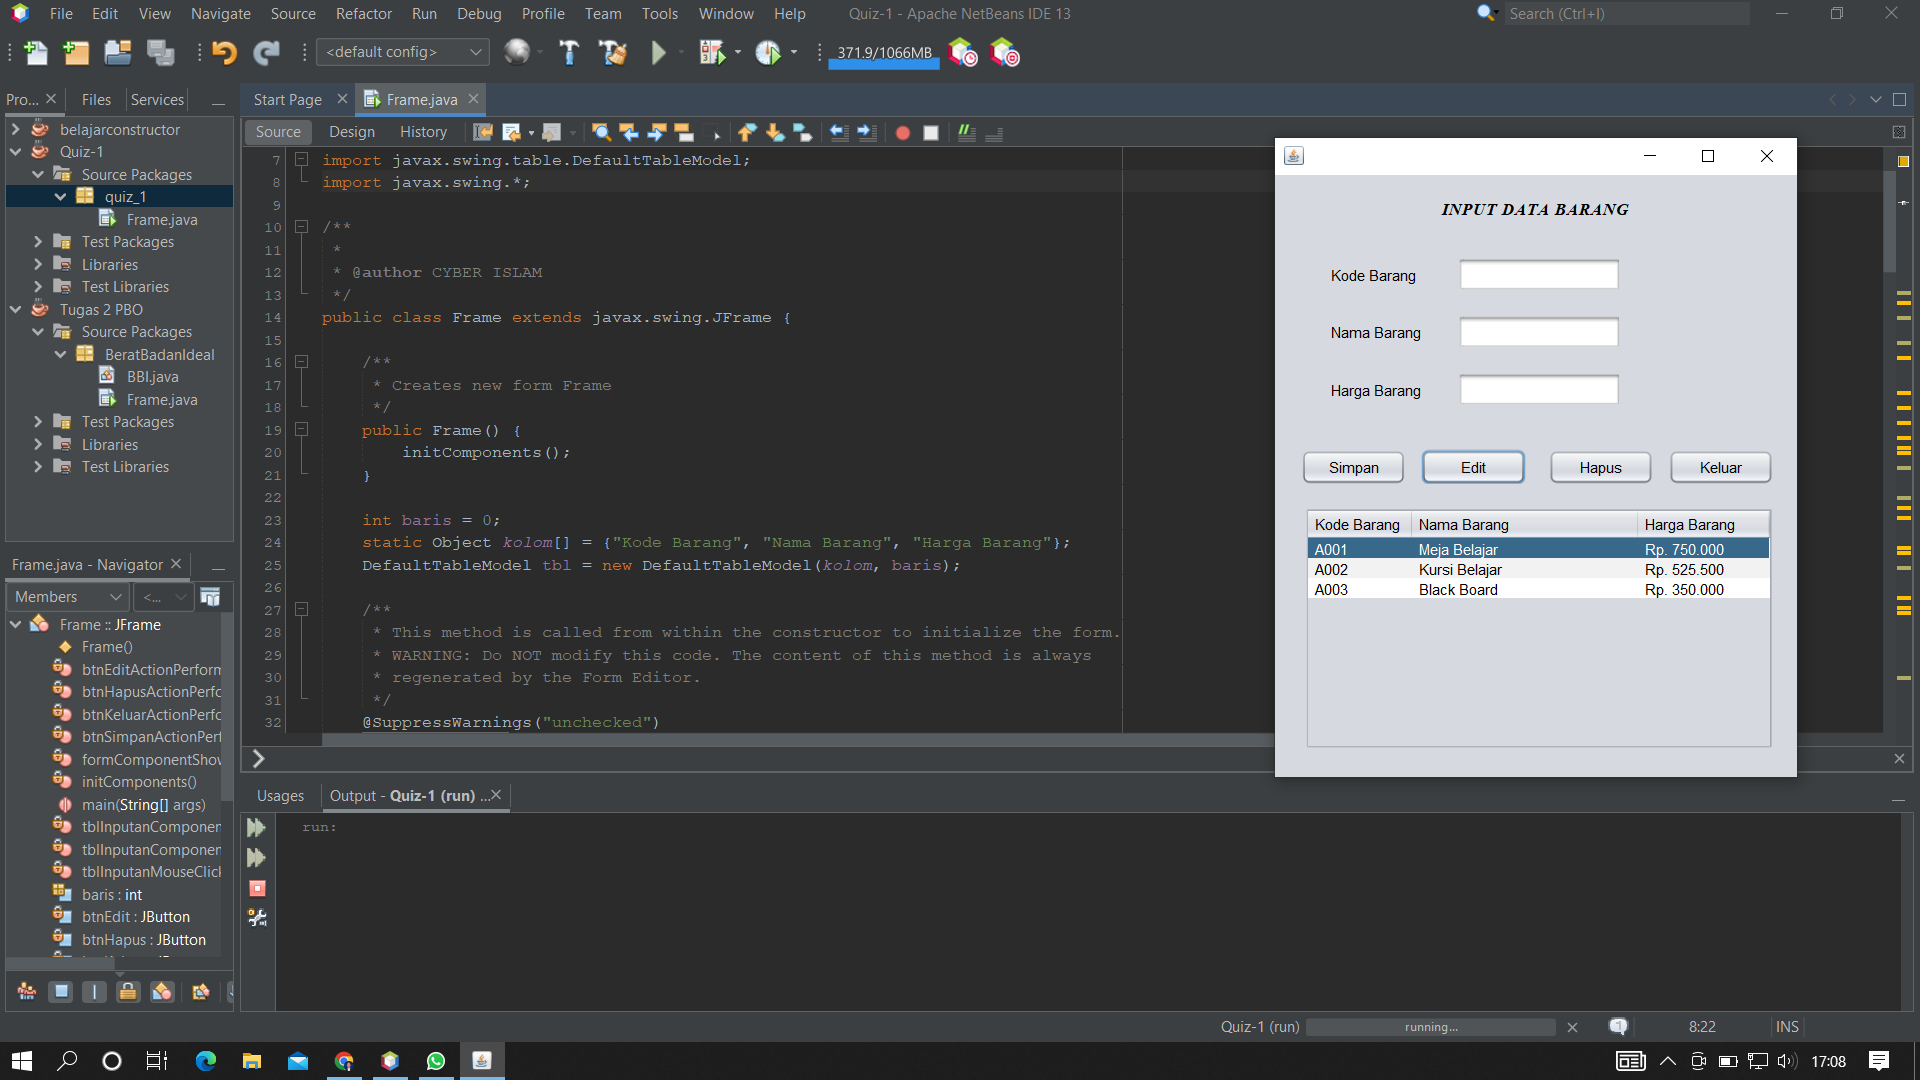 File Edit View Navigate Source Refactor Run Debug Profile Team Tools Window Help Quiz-1 - Apache NetBeans IDE 13 Search (Ctrl+I)
<default config> 371.9/1066MB
Pro... Files Services
Start Page Frame.java
belajarconstructor
Quiz-1
Source Packages
quiz_1
Frame.java
Test Packages
Libraries
Test Libraries
Tugas 2 PBO
Source Packages
BeratBadanIdeal
BBI.java
Frame.java
Test Packages
Libraries
Test Libraries
Source Design History
7 import javax.swing.table.DefaultTableModel;
8 import javax.swing.*;
9
10 /**
11 *
12 * @author CYBER ISLAM
13 */
14 public class Frame extends javax.swing.JFrame {
15
16 /**
17 * Creates new form Frame
18 */
19 public Frame() {
20 initComponents();
21 }
22
23 int baris = 0;
24 static Object kolom[] = {"Kode Barang", "Nama Barang", "Harga Barang"};
25 DefaultTableModel tbl = new DefaultTableModel(kolom, baris);
26
27 /**
28 * This method is called from within the constructor to initialize the form.
29 * WARNING: Do NOT modify this code. The content of this method is always
30 * regenerated by the Form Editor.
31 */
32 @SuppressWarnings("unchecked")
INPUT DATA BARANG
Kode Barang
Nama Barang
Harga Barang
Simpan Edit Hapus Keluar
Kode Barang Nama Barang Harga Barang
A001 Meja Belajar Rp. 750.000
A002 Kursi Belajar Rp. 525.500
A003 Black Board Rp. 350.000
Frame.java - Navigator
Members <...
Frame :: JFrame
Frame()
btnEditActionPerform
btnHapusActionPerfo
btnKeluarActionPerfo
btnSimpanActionPerf
formComponentShow
initComponents()
main(String[] args)
tblInputanComponen
tblInputanComponen
tblInputanMouseClick
baris : int
btnEdit : JButton
btnHapus : JButton
Usages Output - Quiz-1 (run) ...
run:
Quiz-1 (run) running... 1 8:22 INS
17:08